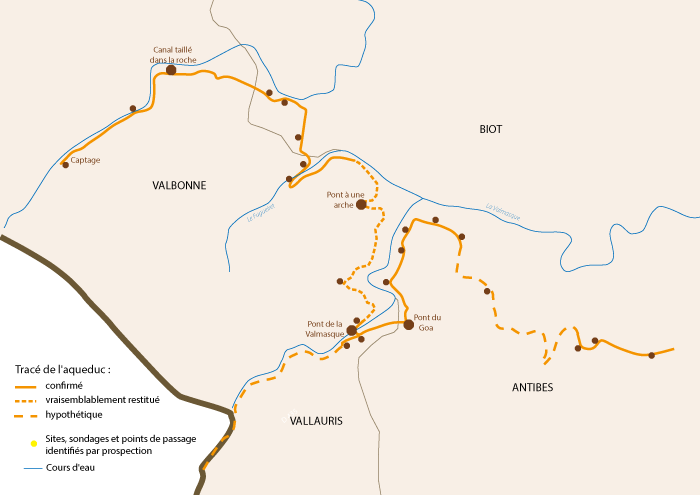 Canal taillé
dans la roche
BIOT
Captage
VALBONNE
Pont à une
arche
Le Fugueiret
La Valmasque
Pont de la
Valmasque
Pont du
Goa
Tracé de l'aqueduc :
confirmé
vraisemblablement restitué
hypothétique
ANTIBES
VALLAURIS
Sites, sondages et points de passage
identifiés par prospection
Cours d'eau